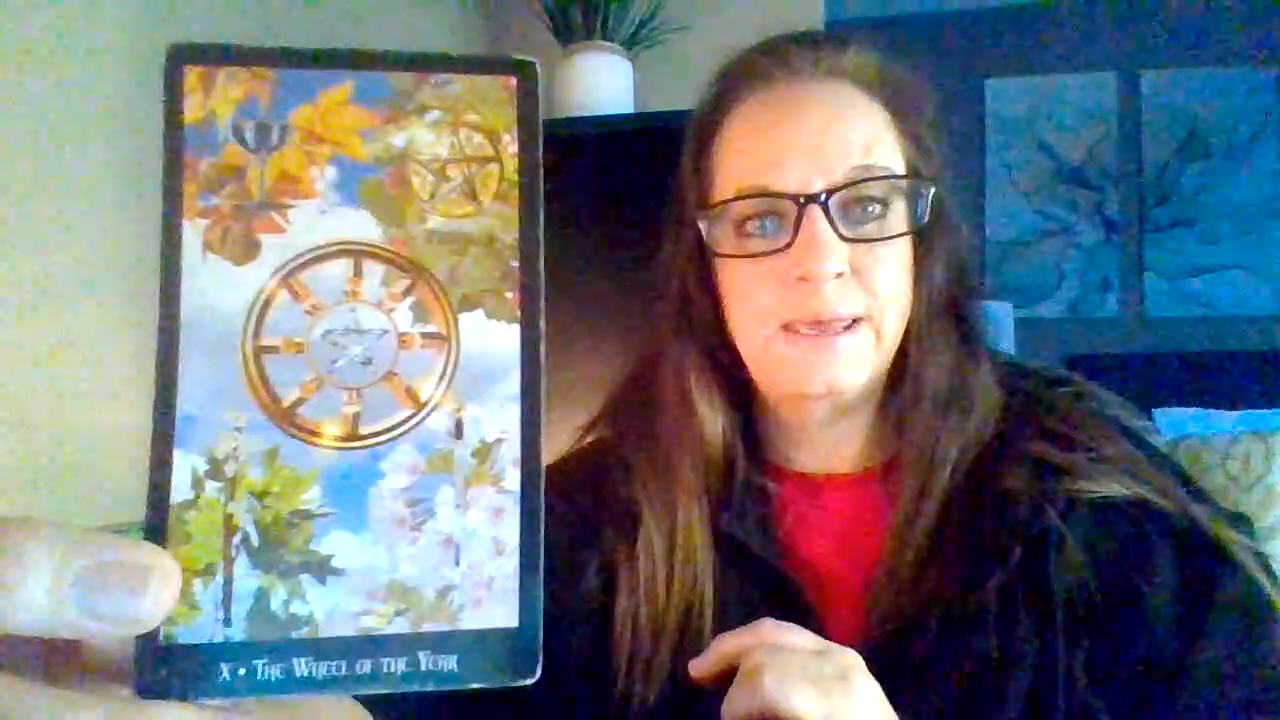 X • The Wheel of the Year